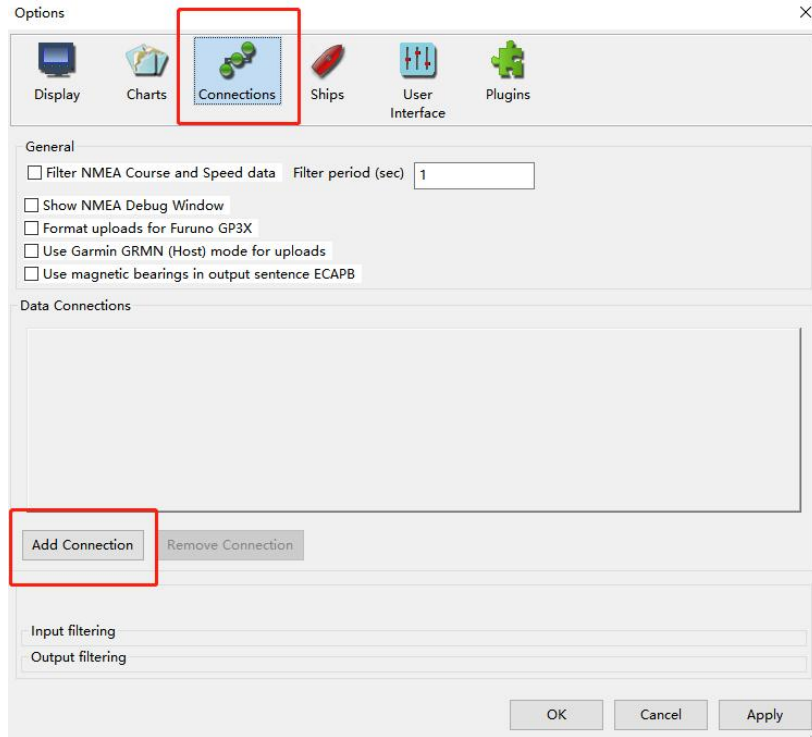 Options
Display Charts Connections Ships User Interface Plugins
General
Filter NMEA Course and Speed data Filter period (sec) 1
Show NMEA Debug Window
Format uploads for Furuno GP3X
Use Garmin GRMN (Host) mode for uploads
Use magnetic bearings in output sentence ECAPB
Data Connections
Add Connection Remove Connection
Input filtering
Output filtering
OK Cancel Apply